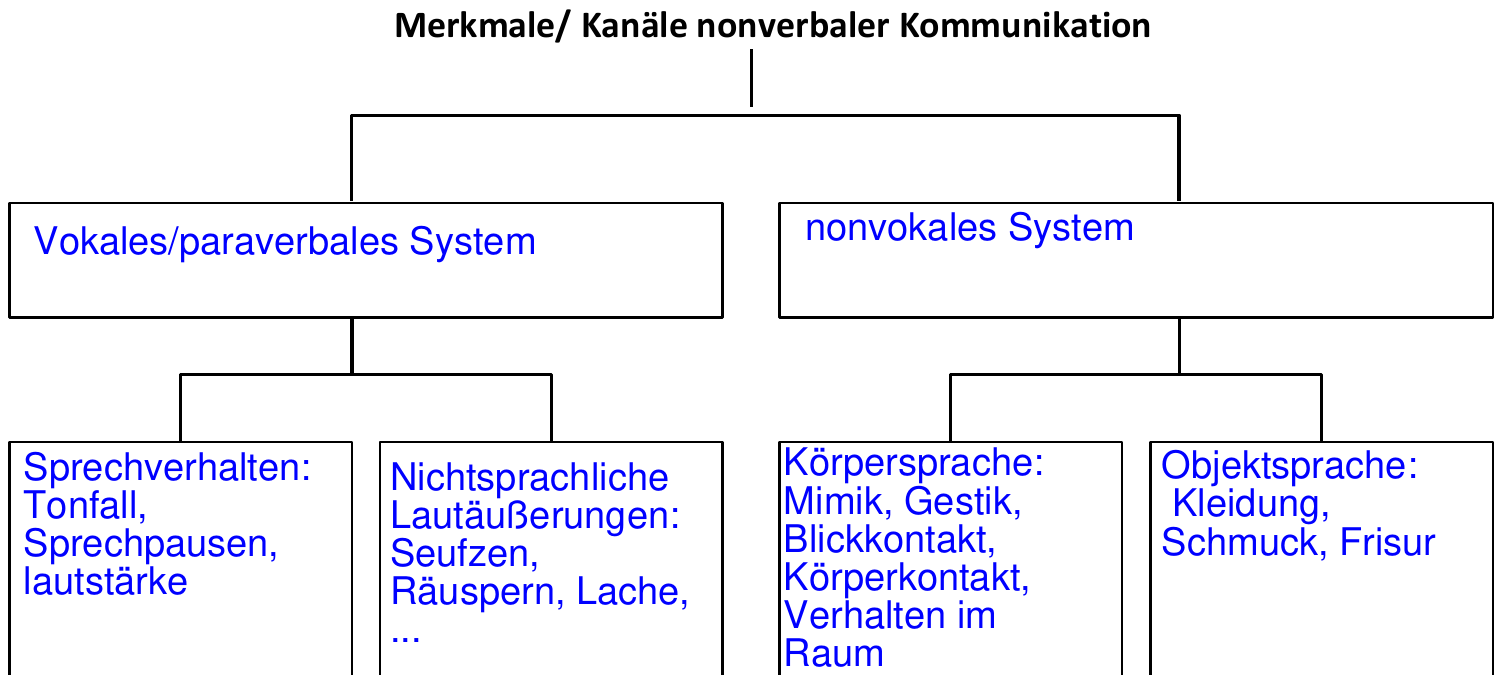 Merkmale/ Kanäle nonverbaler Kommunikation
Vokales/paraverbales System
nonvokales System
Sprechverhalten:
Tonfall,
Sprechpausen,
lautstärke
Nichtsprachliche
Lautäußerungen:
Seufzen,
Räuspern, Lache,
...
Körpersprache:
Mimik, Gestik,
Blickkontakt,
Körperkontakt,
Verhalten im
Raum
Objektsprache:
Kleidung,
Schmuck, Frisur